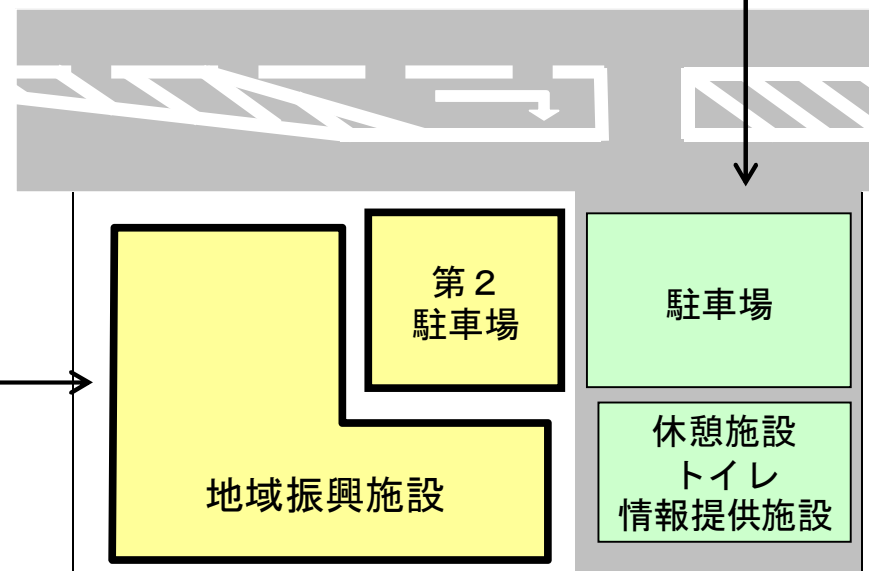 第２
駐車場
駐車場
地域振興施設
休憩施設
トイレ
情報提供施設